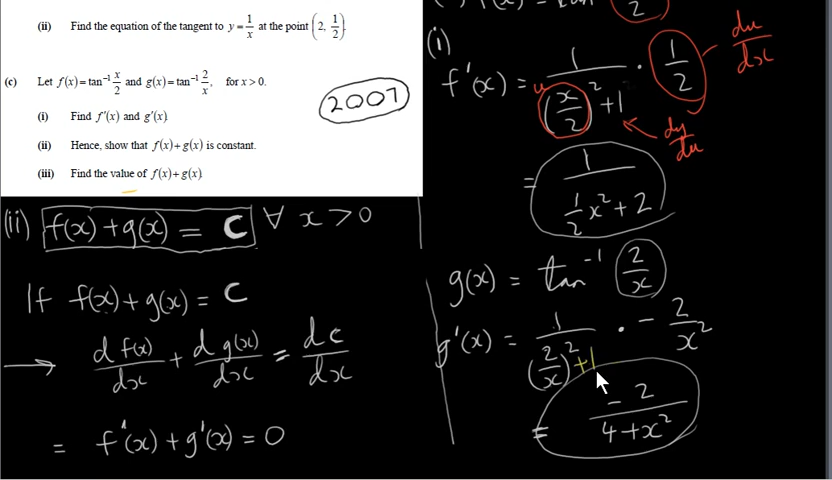 (ii) Find the equation of the tangent to y = 1/x at the point (2, 1/2)
(c) Let f(x) = tan⁻¹ x/2 and g(x) = tan⁻¹ 2/x, for x > 0.
(i) Find f′(x) and g′(x)
(ii) Hence, show that f(x) + g(x) is constant.
(iii) Find the value of f(x) + g(x)
2007
(ii) f(x) + g(x) = C ∀ x > 0
If f(x) + g(x) = C
→ d f(x)/dx + d g(x)/dx = dc/dx
= f′(x) + g′(x) = 0
(i)
f′(x) = 1/((x/2)² + 1) · 1/2
u
du/dx
dy/du
= 1/(1/2 x² + 2)
g(x) = tan⁻¹ 2/x
g′(x) = 1/((2/x)² + 1) · - 2/x²
= -2/(4 + x²)